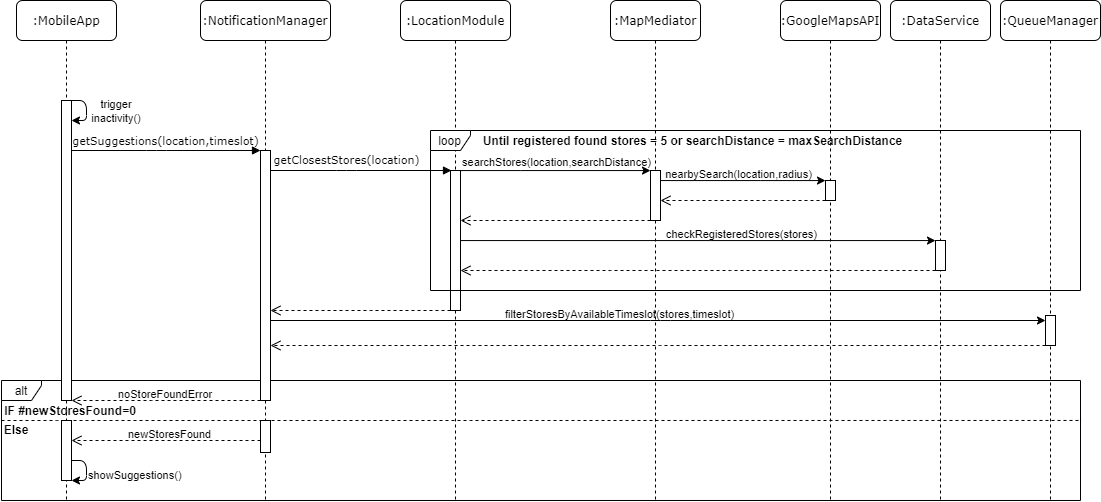 :MobileApp
:NotificationManager
:LocationModule
:MapMediator
:GoogleMapsAPI
:DataService
:QueueManager
trigger
inactivity()
getSuggestions(location,timeslot)
loop
Until registered found stores = 5 or searchDistance = maxSearchDistance
getClosestStores(location)
searchStores(location,searchDistance)
nearbySearch(location,radius)
checkRegisteredStores(stores)
filterStoresByAvailableTimeslot(stores,timeslot)
alt
noStoreFoundError
IF #newStoresFound=0
Else
newStoresFound
showSuggestions()